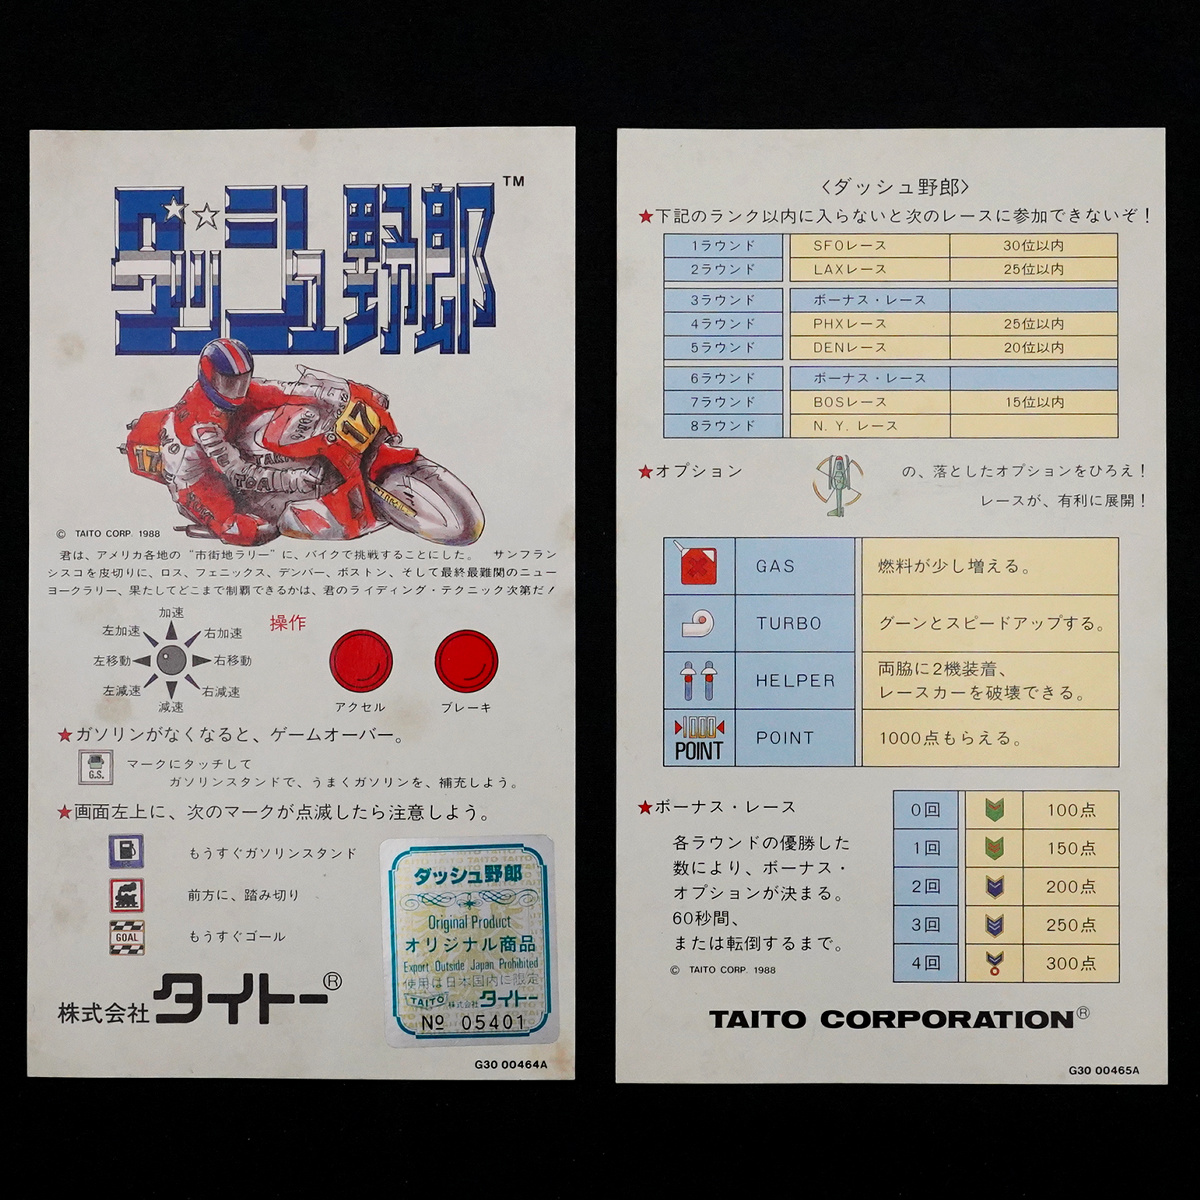 ダッシュ野郎
TM
17
17
© TAITO CORP. 1988
君は、アメリカ各地の“市街地ラリー”に、バイクで挑戦することにした。 サンフラン
シスコを皮切りに、ロス、フェニックス、デンバー、ボストン、そして最終最難関のニュー
ヨークラリー、果たしてどこまで制覇できるかは、君のライディング・テクニック次第だ！
操作
加速
左加速
右加速
左移動
右移動
左減速
右減速
減速
アクセル
ブレーキ
★ガソリンがなくなると、ゲームオーバー。
G.S.
マークにタッチして
ガソリンスタンドで、うまくガソリンを、補充しよう。
★画面左上に、次のマークが点滅したら注意しよう。
もうすぐガソリンスタンド
前方に、踏み切り
GOAL
もうすぐゴール
株式会社タイトー®
ダッシュ野郎
Original Product
オリジナル商品
Export Outside Japan Prohibited
使用は日本国内に限定
TAITO 株式会社タイトー
№ 05401
G30 00464A
〈ダッシュ野郎〉
★下記のランク以内に入らないと次のレースに参加できないぞ！
1ラウンド SFOレース 30位以内
2ラウンド LAXレース 25位以内
3ラウンド ボーナス・レース
4ラウンド PHXレース 25位以内
5ラウンド DENレース 20位以内
6ラウンド ボーナス・レース
7ラウンド BOSレース 15位以内
8ラウンド N.Y.レース
★オプション の、落としたオプションをひろえ！
レースが、有利に展開！
GAS 燃料が少し増える。
TURBO グーンとスピードアップする。
HELPER 両脇に2機装着、
レースカーを破壊できる。
1000
POINT POINT 1000点もらえる。
★ボーナス・レース
各ラウンドの優勝した
数により、ボーナス・
オプションが決まる。
60秒間、
または転倒するまで。
© TAITO CORP. 1988
0回 100点
1回 150点
2回 200点
3回 250点
4回 300点
TAITO CORPORATION®
G30 00465A